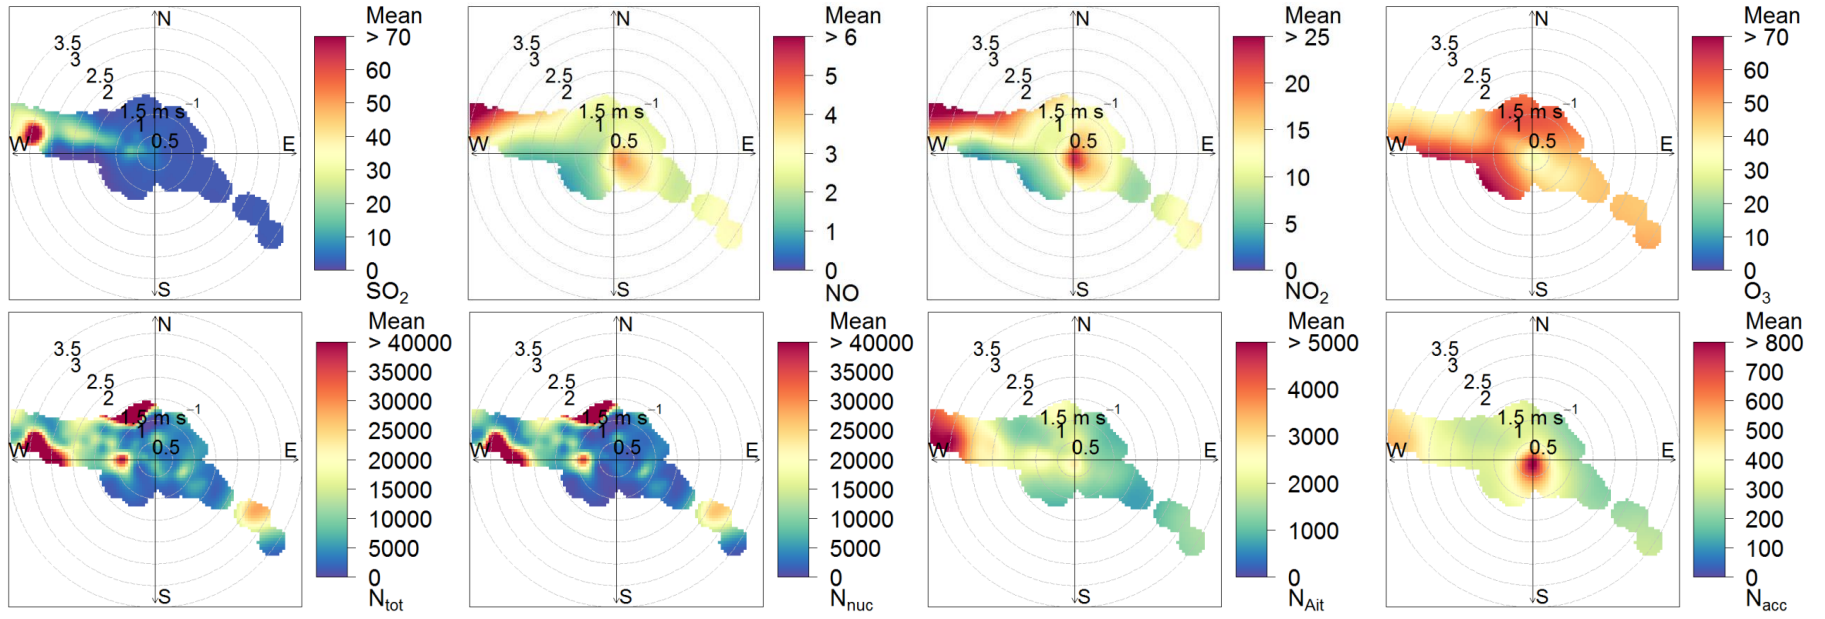 Mean
> 70
60
50
40
30
20
10
0
SO₂
N
E
S
W
3.5
3
2.5
2
1.5 m s⁻¹
1
0.5
Mean
> 6
5
4
3
2
1
0
NO
N
E
S
W
3.5
3
2.5
2
1.5 m s⁻¹
1
0.5
Mean
> 25
20
15
10
5
0
NO₂
N
E
S
W
3.5
3
2.5
2
1.5 m s⁻¹
1
0.5
Mean
> 70
60
50
40
30
20
10
0
O₃
N
E
S
W
3.5
3
2.5
2
1.5 m s⁻¹
1
0.5
Mean
> 40000
35000
30000
25000
20000
15000
10000
5000
0
Ntot
N
E
S
W
3.5
3
2.5
2
1.5 m s⁻¹
1
0.5
Mean
> 40000
35000
30000
25000
20000
15000
10000
5000
0
Nnuc
N
E
S
W
3.5
3
2.5
2
1.5 m s⁻¹
1
0.5
Mean
> 5000
4000
3000
2000
1000
0
NAit
N
E
S
W
3.5
3
2.5
2
1.5 m s⁻¹
1
0.5
Mean
> 800
700
600
500
400
300
200
100
0
Nacc
N
E
S
W
3.5
3
2.5
2
1.5 m s⁻¹
1
0.5